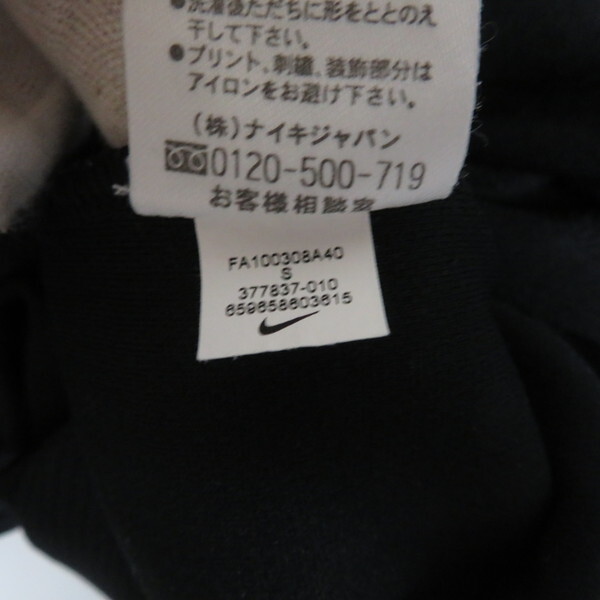 ●洗濯後ただちに形をととのえ
干して下さい。
●プリント、刺繍、装飾部分は
アイロンをお避け下さい。
(株)ナイキジャパン
0120-500-719
お客様相談室
FA100308A40
S
377837-010
659658603615